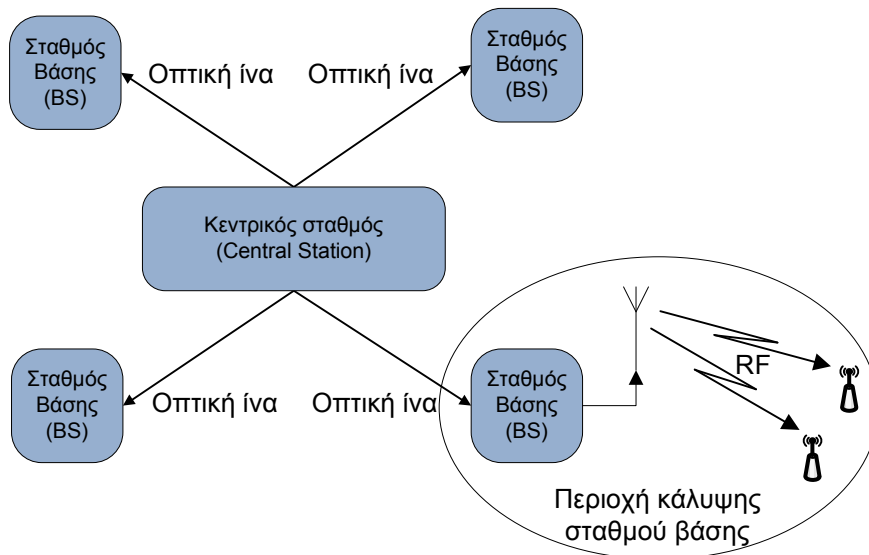 Σταθμός
Βάσης
(BS)
Οπτική ίνα
Οπτική ίνα
Σταθμός
Βάσης
(BS)
Κεντρικός σταθμός
(Central Station)
Σταθμός
Βάσης
(BS)
Οπτική ίνα
Οπτική ίνα
Σταθμός
Βάσης
(BS)
RF
Περιοχή κάλυψης
σταθμού βάσης